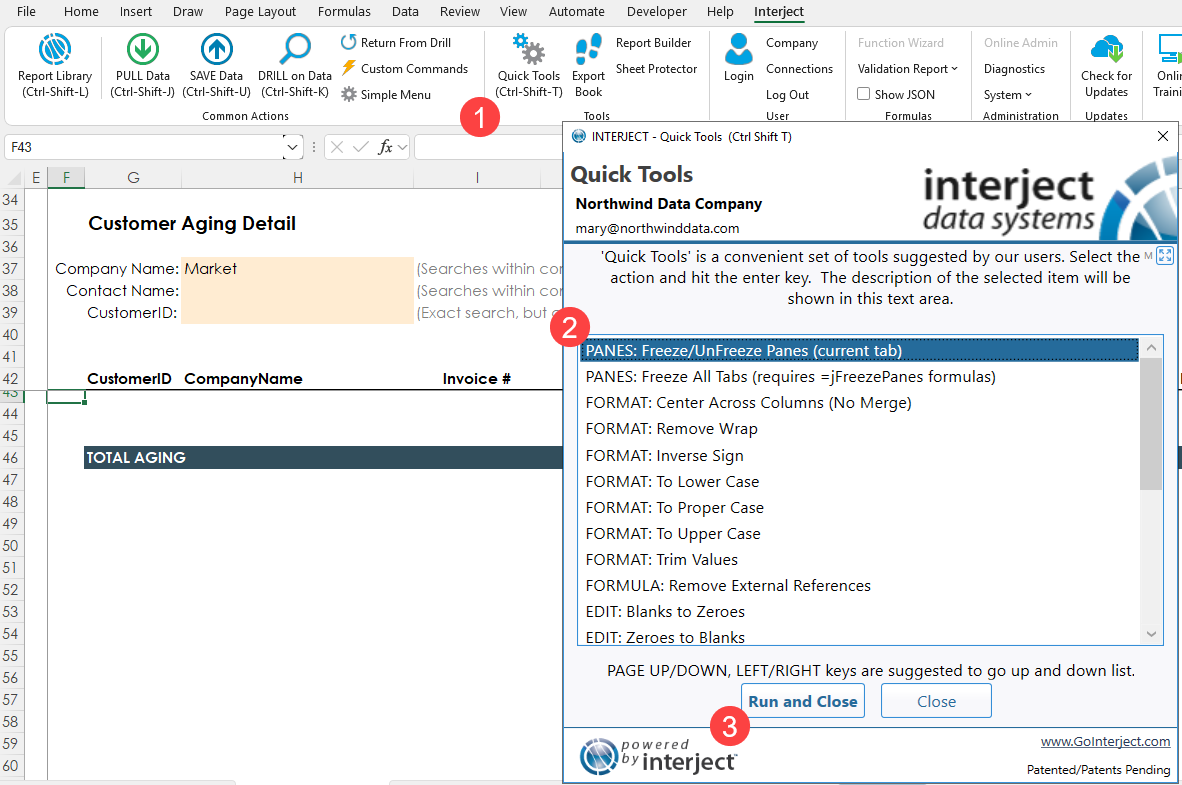 File Home Insert Draw Page Layout Formulas Data Review View Automate Developer Help Interject
Report Library
(Ctrl-Shift-L)
PULL Data
(Ctrl-Shift-J)
SAVE Data
(Ctrl-Shift-U)
DRILL on Data
(Ctrl-Shift-K)
Return From Drill
Custom Commands
Simple Menu
Common Actions
Quick Tools
(Ctrl-Shift-T)
Export
Book
Report Builder
Sheet Protector
Tools
Login
Company
Connections
Log Out
User
Function Wizard
Validation Report
Show JSON
Formulas
Online Admin
Diagnostics
System
Administration
Check for
Updates
Updates
1
F43
fx
E F G H I
34
35 Customer Aging Detail
36
37 Company Name: Market (Searches within
38 Contact Name: (Searches within
39 CustomerID: (Exact search, but
40
41
42 CustomerID CompanyName Invoice #
43
44
45
46 TOTAL AGING
47
48
49
50
51
52
53
54
55
56
57
58
59
60
INTERJECT - Quick Tools (Ctrl Shift T)
Quick Tools
Northwind Data Company
mary@northwinddata.com
interject
data systems
'Quick Tools' is a convenient set of tools suggested by our users. Select the M
action and hit the enter key. The description of the selected item will be
shown in this text area.
2
PANES: Freeze/UnFreeze Panes (current tab)
PANES: Freeze All Tabs (requires =jFreezePanes formulas)
FORMAT: Center Across Columns (No Merge)
FORMAT: Remove Wrap
FORMAT: Inverse Sign
FORMAT: To Lower Case
FORMAT: To Proper Case
FORMAT: To Upper Case
FORMAT: Trim Values
FORMULA: Remove External References
EDIT: Blanks to Zeroes
EDIT: Zeroes to Blanks
PAGE UP/DOWN, LEFT/RIGHT keys are suggested to go up and down list.
Run and Close Close
3
powered
by interject
www.GoInterject.com
Patented/Patents Pending